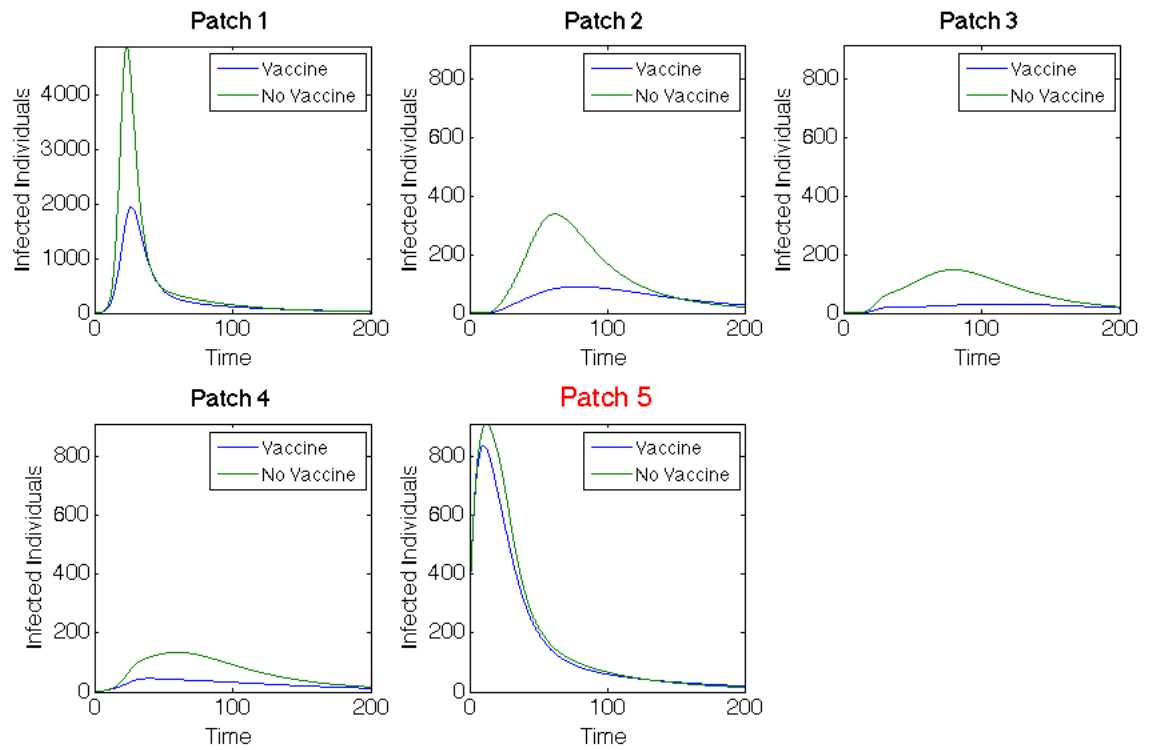 Patch 1
Vaccine
No Vaccine
4000
3000
2000
1000
0
0 100 200
Infected Individuals
Time
Patch 2
Vaccine
No Vaccine
800
600
400
200
0
0 100 200
Infected Individuals
Time
Patch 3
Vaccine
No Vaccine
800
600
400
200
0
0 100 200
Infected Individuals
Time
Patch 4
Vaccine
No Vaccine
800
600
400
200
0
0 100 200
Infected Individuals
Time
Patch 5
Vaccine
No Vaccine
800
600
400
200
0
0 100 200
Infected Individuals
Time